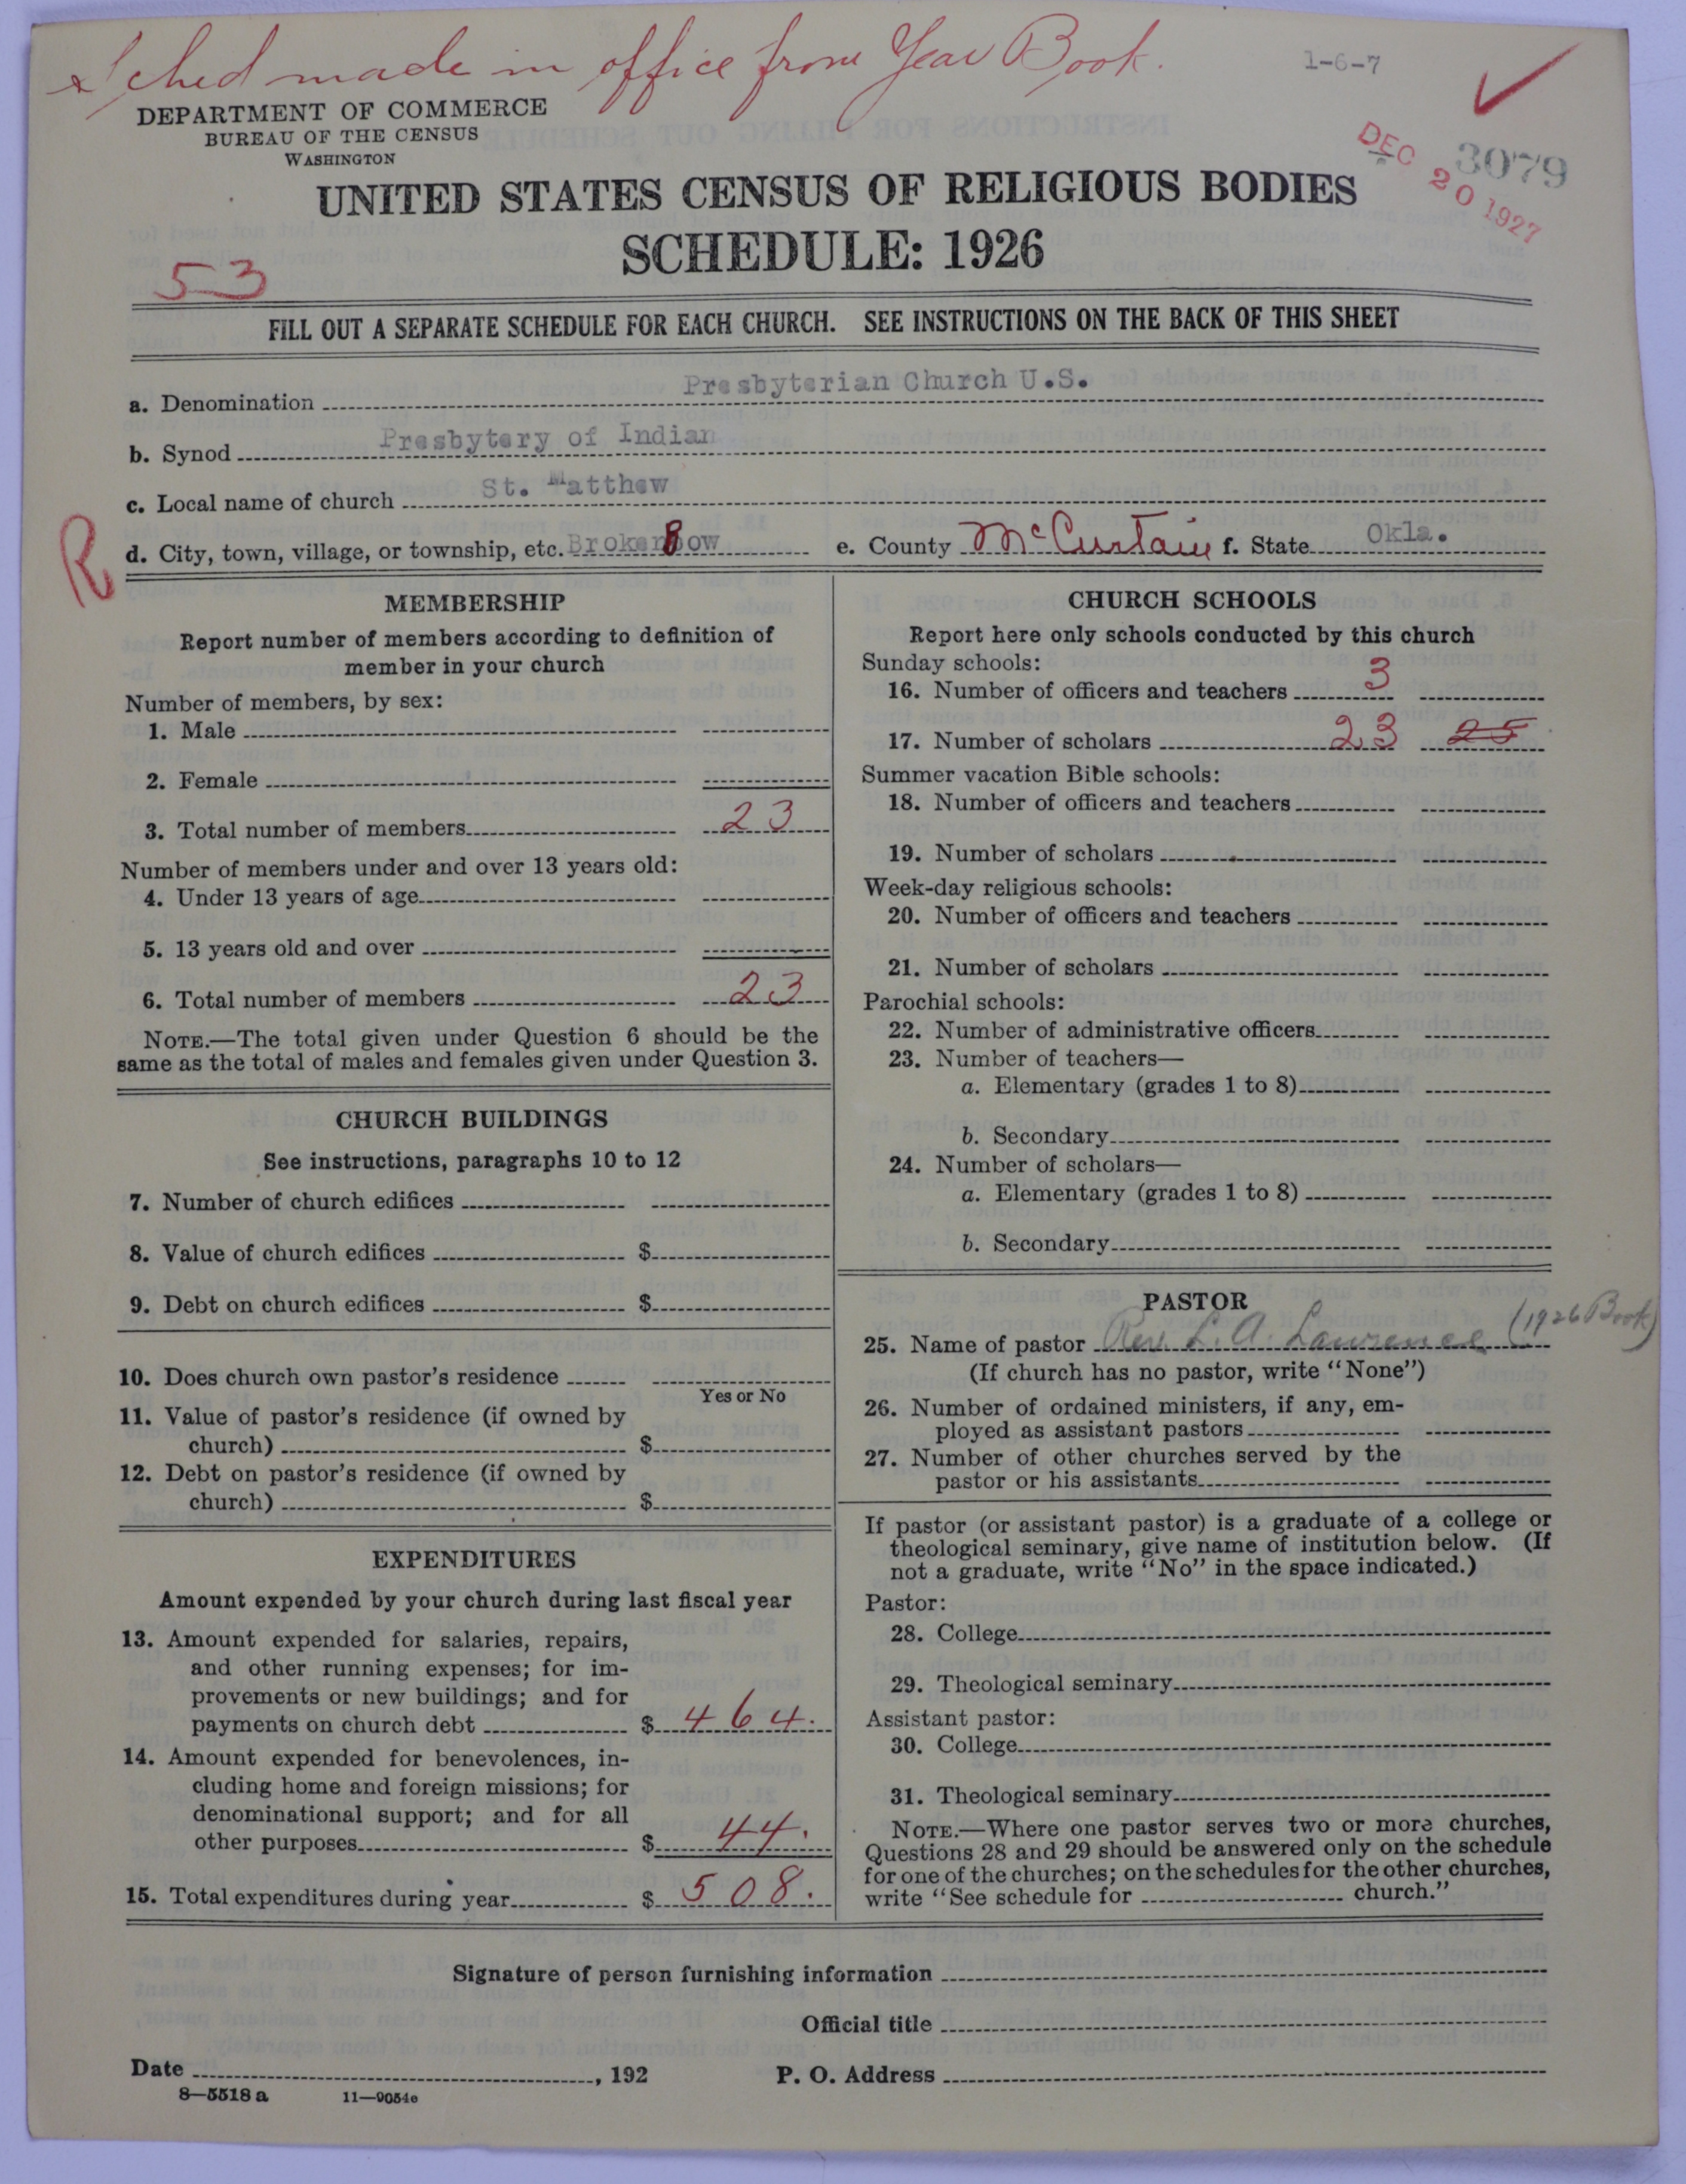 Sched made in office from Year Book.
1-6-7
DEPARTMENT OF COMMERCE
BUREAU OF THE CENSUS
WASHINGTON
3079
DEC 20 1927
UNITED STATES CENSUS OF RELIGIOUS BODIES
SCHEDULE: 1926
53
FILL OUT A SEPARATE SCHEDULE FOR EACH CHURCH. SEE INSTRUCTIONS ON THE BACK OF THIS SHEET
a. Denomination Presbyterian Church U.S.
b. Synod Presbytery of Indian
c. Local name of church St. Matthew
R
d. City, town, village, or township, etc. Broken Bow e. County McCurtain f. State Okla.
MEMBERSHIP
Report number of members according to definition of
member in your church
Number of members, by sex:
1. Male
2. Female
3. Total number of members 23
Number of members under and over 13 years old:
4. Under 13 years of age
5. 13 years old and over
6. Total number of members 23
NOTE.—The total given under Question 6 should be the
same as the total of males and females given under Question 3.
CHURCH BUILDINGS
See instructions, paragraphs 10 to 12
7. Number of church edifices
8. Value of church edifices $
9. Debt on church edifices $
10. Does church own pastor's residence
Yes or No
11. Value of pastor's residence (if owned by
church) $
12. Debt on pastor's residence (if owned by
church) $
EXPENDITURES
Amount expended by your church during last fiscal year
13. Amount expended for salaries, repairs,
and other running expenses; for im-
provements or new buildings; and for
payments on church debt $ 464.
14. Amount expended for benevolences, in-
cluding home and foreign missions; for
denominational support; and for all
other purposes $ 44.
15. Total expenditures during year $ 508.
CHURCH SCHOOLS
Report here only schools conducted by this church
Sunday schools:
16. Number of officers and teachers 3
17. Number of scholars 23 25
Summer vacation Bible schools:
18. Number of officers and teachers
19. Number of scholars
Week-day religious schools:
20. Number of officers and teachers
21. Number of scholars
Parochial schools:
22. Number of administrative officers
23. Number of teachers—
a. Elementary (grades 1 to 8)
b. Secondary
24. Number of scholars—
a. Elementary (grades 1 to 8)
b. Secondary
PASTOR
25. Name of pastor Rev. L. A. Lawrence (1926 Book)
(If church has no pastor, write "None")
26. Number of ordained ministers, if any, em-
ployed as assistant pastors
27. Number of other churches served by the
pastor or his assistants
If pastor (or assistant pastor) is a graduate of a college or
theological seminary, give name of institution below. (If
not a graduate, write "No" in the space indicated.)
Pastor:
28. College
29. Theological seminary
Assistant pastor:
30. College
31. Theological seminary
NOTE.—Where one pastor serves two or more churches,
Questions 28 and 29 should be answered only on the schedule
for one of the churches; on the schedules for the other churches,
write "See schedule for church."
Signature of person furnishing information
Official title
Date , 192 P. O. Address
8—5518 a 11—9054e